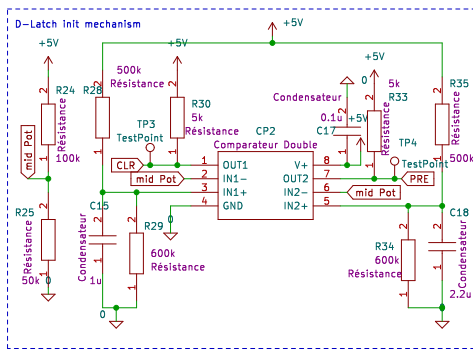 D-Latch init mechanism
+5V
+5V
+5V
+5V
R24
Résistance
100k
mid Pot
R25
Résistance
50k
0
500k
Résistance
R28
R30
5k
Résistance
TP3
TestPoint
CLR
mid Pot
C15
Condensateur
1u
R29
600k
Résistance
0
0
CP2
Comparateur Double
1 OUT1
2 IN1-
3 IN1+
4 GND
V+ 8
OUT2 7
IN2- 6
IN2+ 5
Condensateur
0.1u
C17
+5V
5k
R33
Résistance
TP4
TestPoint
PRE
mid Pot
R35
Résistance
500k
R34
600k
Résistance
C18
Condensateur
2.2u